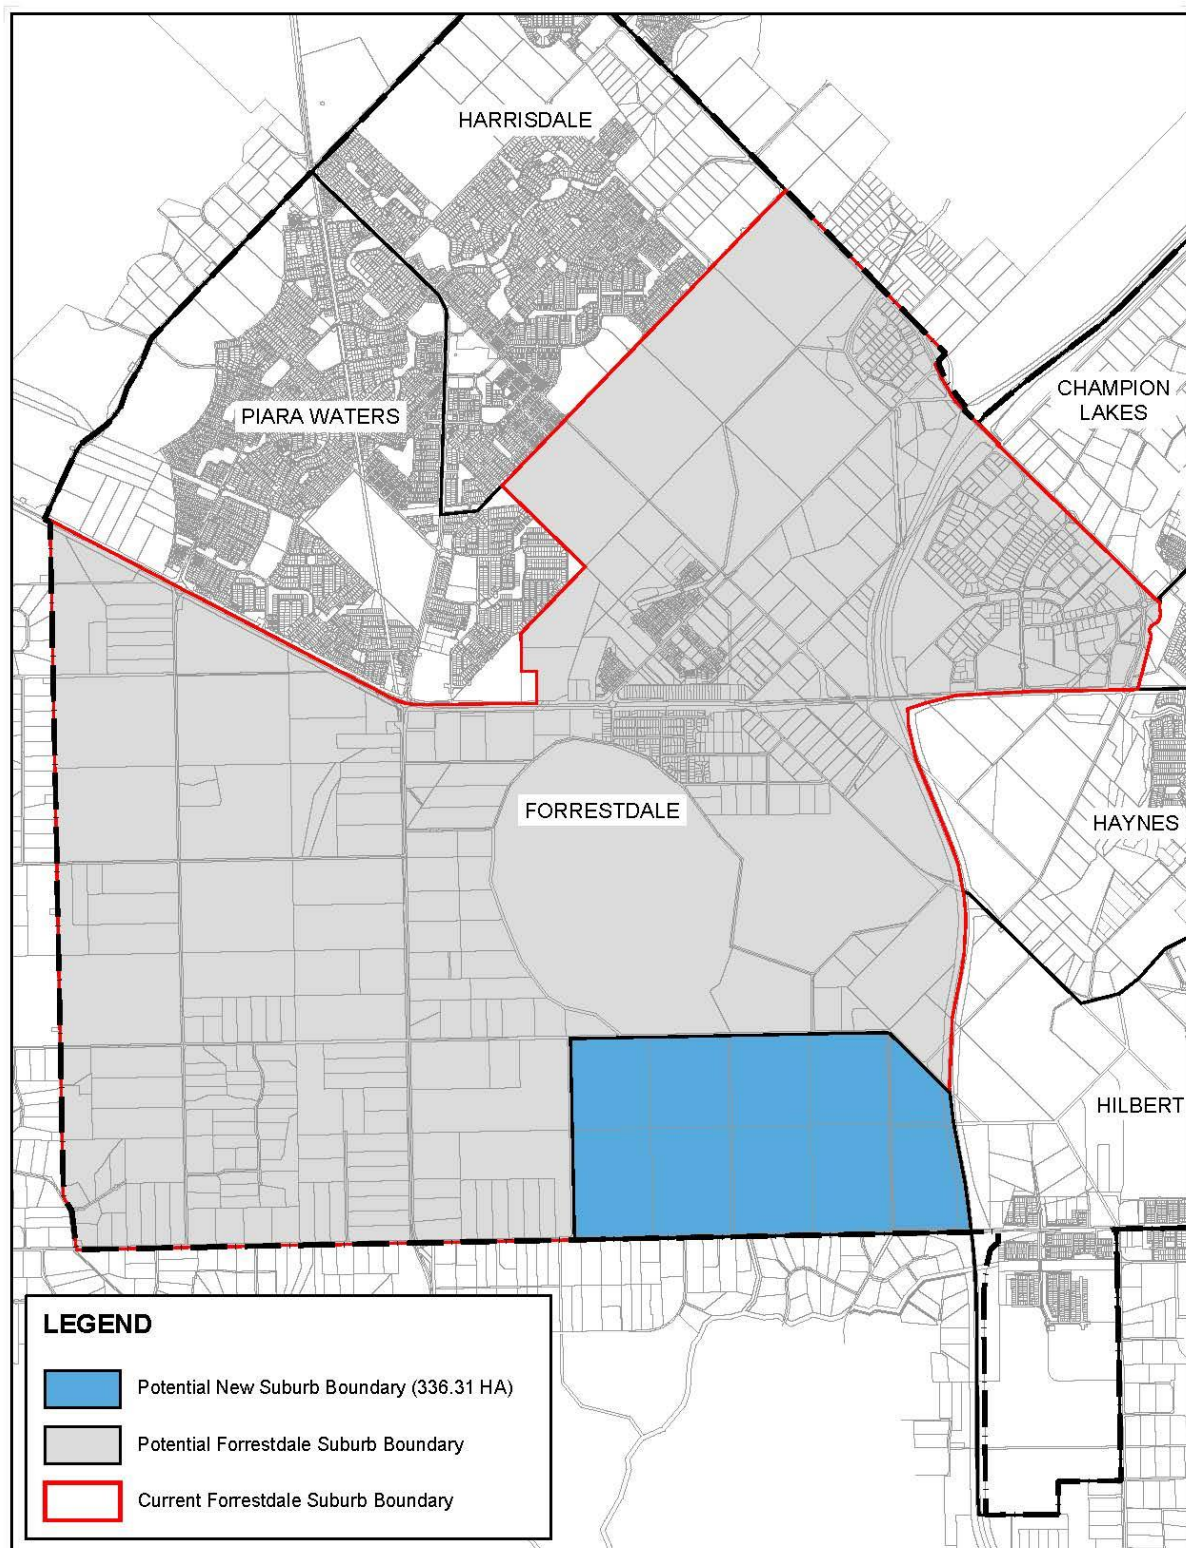 HARRISDALE
PIARA WATERS
CHAMPION
LAKES
FORRESTDALE
HAYNES
HILBERT
LEGEND
Potential New Suburb Boundary (336.31 HA)
Potential Forrestdale Suburb Boundary
Current Forrestdale Suburb Boundary